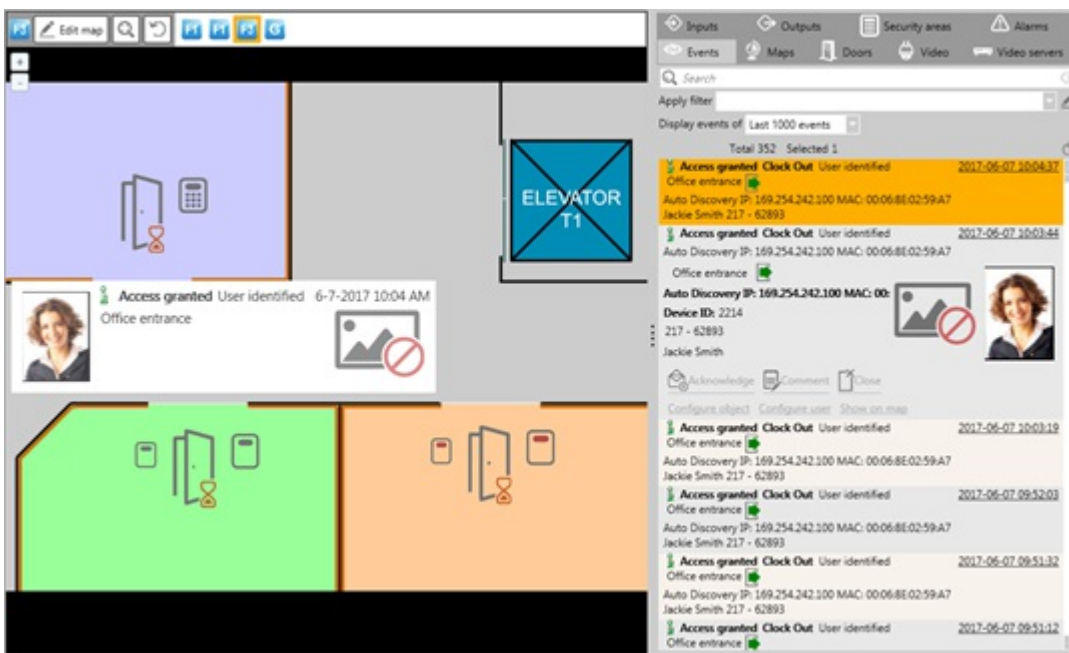 F3 Edit map F1 F1 F3 G
+
-
ELEVATOR
T1
Access granted User identified 6-7-2017 10:04 AM
Office entrance
Inputs Outputs Security areas Alarms
Events Maps Doors Video Video servers
Search
Apply filter
Display events of Last 1000 events
Total 352 Selected 1
Access granted Clock Out User identified 2017-06-07 10:04:37
Office entrance
Auto Discovery IP: 169.254.242.100 MAC: 00:06:8E:02:59:A7
Jackie Smith 217 - 62893
Access granted Clock Out User identified 2017-06-07 10:03:44
Auto Discovery IP: 169.254.242.100 MAC: 00:06:8E:02:59:A7
Office entrance
Auto Discovery IP: 169.254.242.100 MAC: 00:
Device ID: 2214
217 - 62893
Jackie Smith
Acknowledge Comment Close
Configure object Configure user Show on map
Access granted Clock Out User identified 2017-06-07 10:03:19
Office entrance
Auto Discovery IP: 169.254.242.100 MAC: 00:06:8E:02:59:A7
Jackie Smith 217 - 62893
Access granted Clock Out User identified 2017-06-07 09:52:03
Office entrance
Auto Discovery IP: 169.254.242.100 MAC: 00:06:8E:02:59:A7
Jackie Smith 217 - 62893
Access granted Clock Out User identified 2017-06-07 09:51:32
Office entrance
Auto Discovery IP: 169.254.242.100 MAC: 00:06:8E:02:59:A7
Jackie Smith 217 - 62893
Access granted Clock Out User identified 2017-06-07 09:51:12
Office entrance